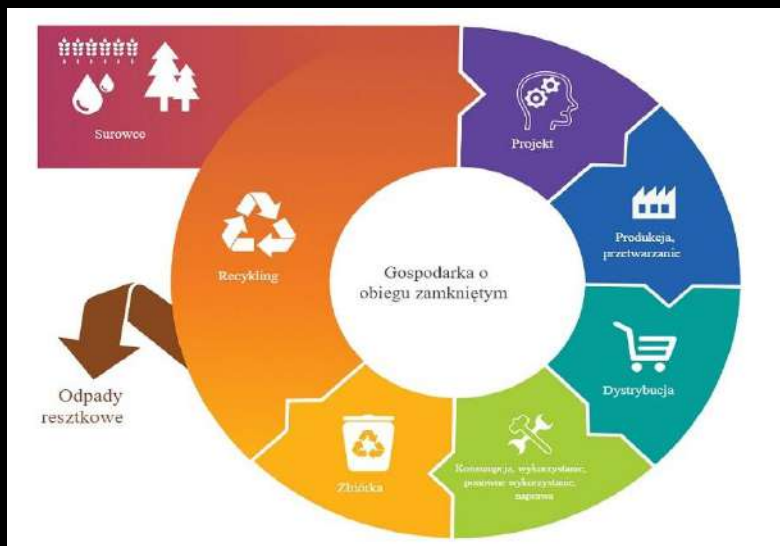 Surowce
Projekt
Produkcja,
przetwarzanie
Dystrybucja
Konsumpcja, wykorzystanie,
ponowne wykorzystanie,
naprawa
Zbiórka
Recykling
Odpady
resztkowe
Gospodarka o
obiegu zamkniętym